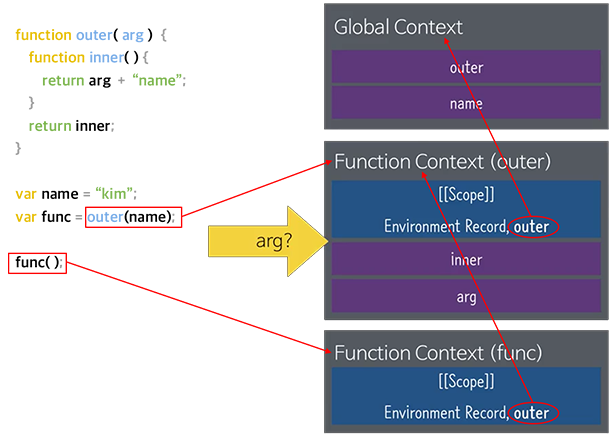 function outer( arg ) {
function inner( ) {
return arg + “name”;
}
return inner;
}
var name = “kim”;
var func = outer(name);
func( );
arg?
Global Context
outer
name
Function Context (outer)
[[Scope]]
Environment Record, outer
inner
arg
Function Context (func)
[[Scope]]
Environment Record, outer